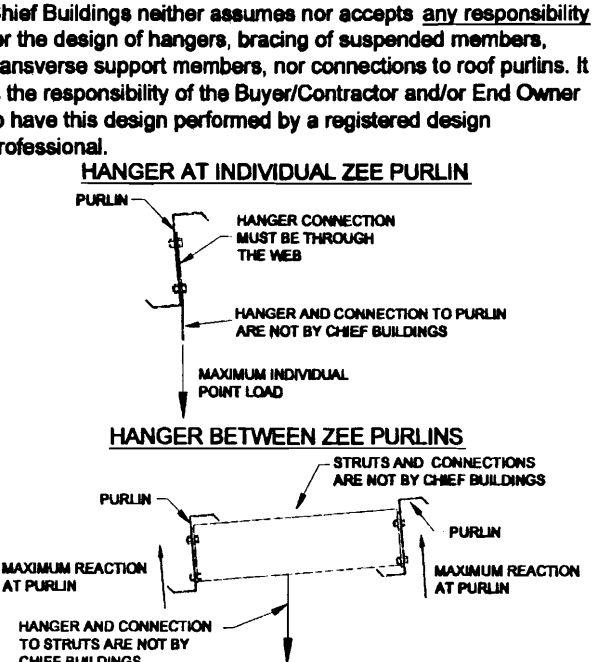 Chief Buildings neither assumes nor accepts any responsibility
or the design of hangers, bracing of suspended members,
ransverse support members, nor connections to roof purlins. It
s the responsibility of the Buyer/Contractor and/or End Owner
o have this design performed by a registered design
rofessional.
HANGER AT INDIVIDUAL ZEE PURLIN
PURLIN
HANGER CONNECTION
MUST BE THROUGH
THE WEB
HANGER AND CONNECTION TO PURLIN
ARE NOT BY CHIEF BUILDINGS
MAXIMUM INDIVIDUAL
POINT LOAD
HANGER BETWEEN ZEE PURLINS
STRUTS AND CONNECTIONS
ARE NOT BY CHIEF BUILDINGS
PURLIN
PURLIN
MAXIMUM REACTION
AT PURLIN
MAXIMUM REACTION
AT PURLIN
HANGER AND CONNECTION
TO STRUTS ARE NOT BY
CHIEF BUILDINGS